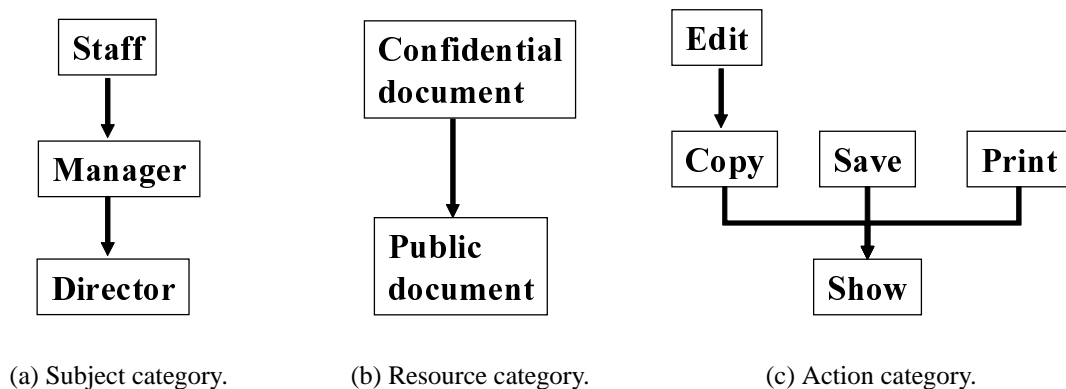 Staff
Manager
Director
(a) Subject category.
Confidential
document
Public
document
(b) Resource category.
Edit
Copy
Save
Print
Show
(c) Action category.